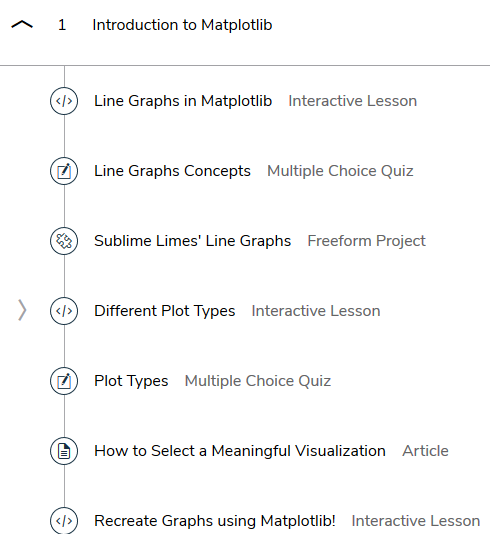 1 Introduction to Matplotlib
Line Graphs in Matplotlib Interactive Lesson
Line Graphs Concepts Multiple Choice Quiz
Sublime Limes' Line Graphs Freeform Project
Different Plot Types Interactive Lesson
Plot Types Multiple Choice Quiz
How to Select a Meaningful Visualization Article
Recreate Graphs using Matplotlib! Interactive Lesson